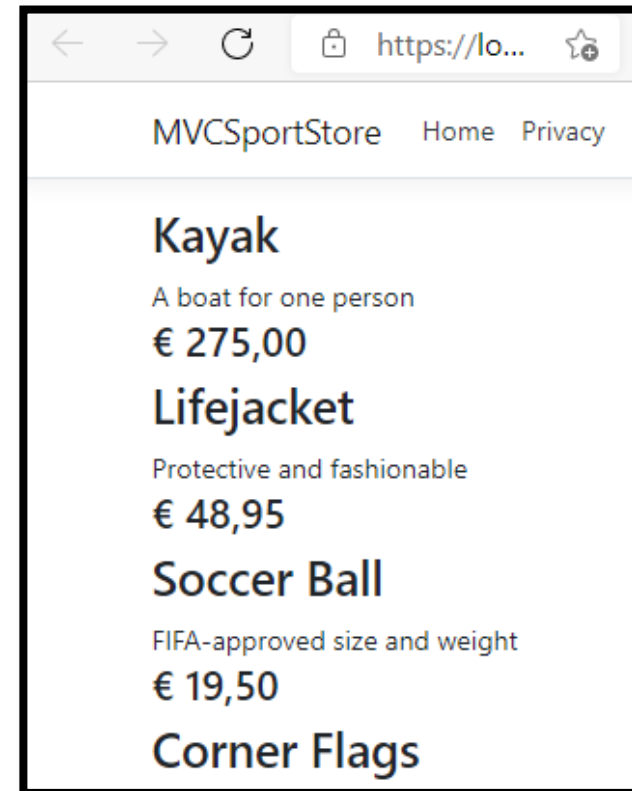 https://lo...
MVCSportStore Home Privacy
Kayak
A boat for one person
€ 275,00
Lifejacket
Protective and fashionable
€ 48,95
Soccer Ball
FIFA-approved size and weight
€ 19,50
Corner Flags